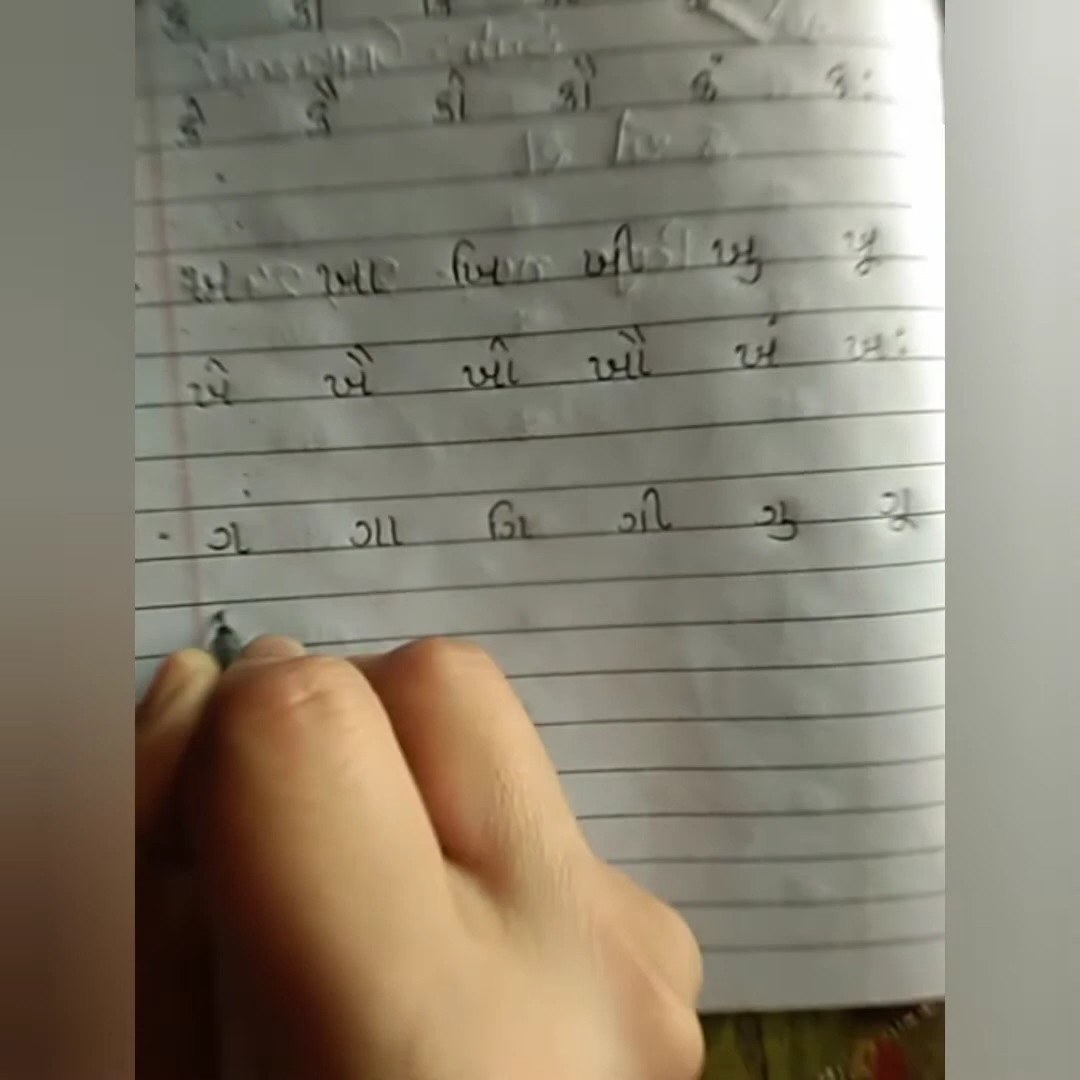 કે કૈ કો કૌ કં કઃ
ખ ખા ખિ ખી ખુ ખૂ
ખે ખૈ ખો ખૌ ખં ખઃ
ગ ગા ગિ ગી ગુ ગૂ